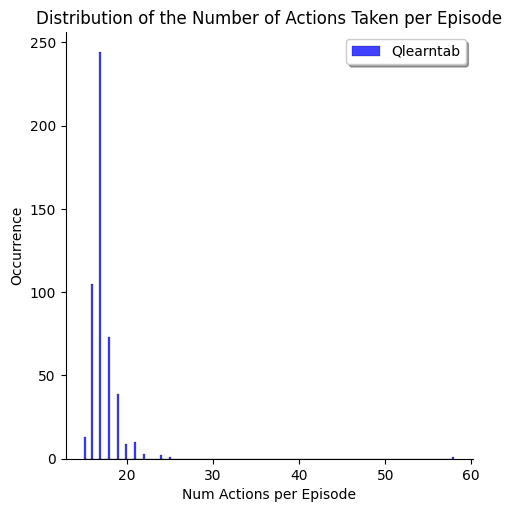 Distribution of the Number of Actions Taken per Episode
Qlearntab
250
200
150
100
50
0
Occurrence
20 30 40 50 60
Num Actions per Episode